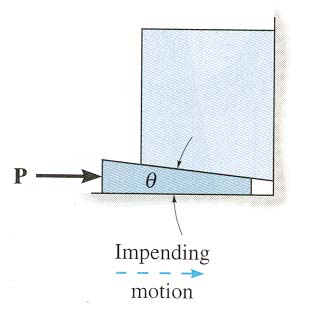 P
θ
Impending
motion